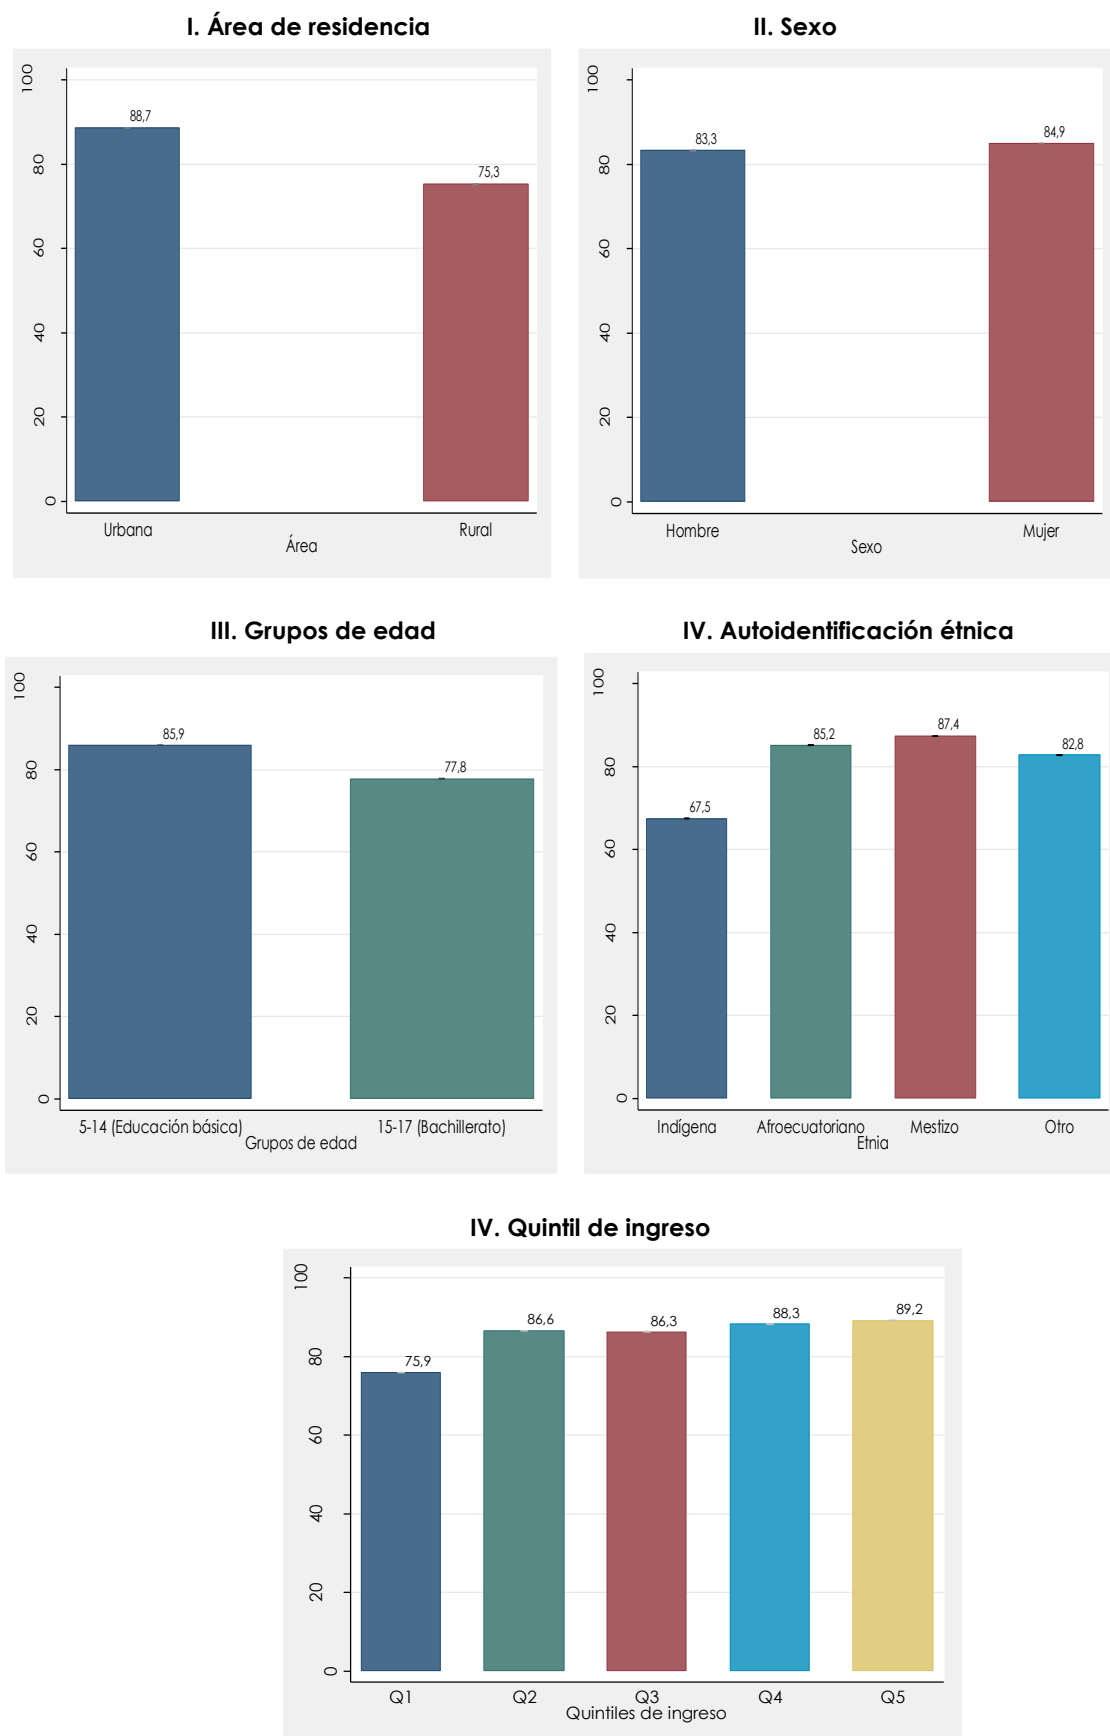 I. Área de residencia
100
80
60
40
20
0
88,7
75,3
Urbana
Rural
Área
II. Sexo
100
80
60
40
20
0
83,3
84,9
Hombre
Mujer
Sexo
III. Grupos de edad
100
80
60
40
20
0
85,9
77,8
5-14 (Educación básica)
15-17 (Bachillerato)
Grupos de edad
IV. Autoidentificación étnica
100
80
60
40
20
0
67,5
85,2
87,4
82,8
Indígena
Afroecuatoriano
Mestizo
Otro
Etnia
IV. Quintil de ingreso
100
80
60
40
20
0
75,9
86,6
86,3
88,3
89,2
Q1
Q2
Q3
Q4
Q5
Quintiles de ingreso